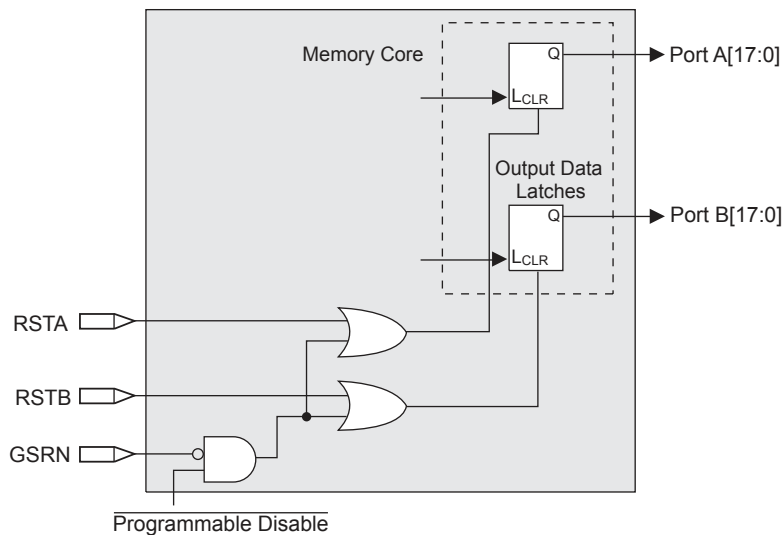 Memory Core
Q
Port A[17:0]
LCLR
Output Data
Latches
Q
Port B[17:0]
LCLR
RSTA
RSTB
GSRN
Programmable Disable